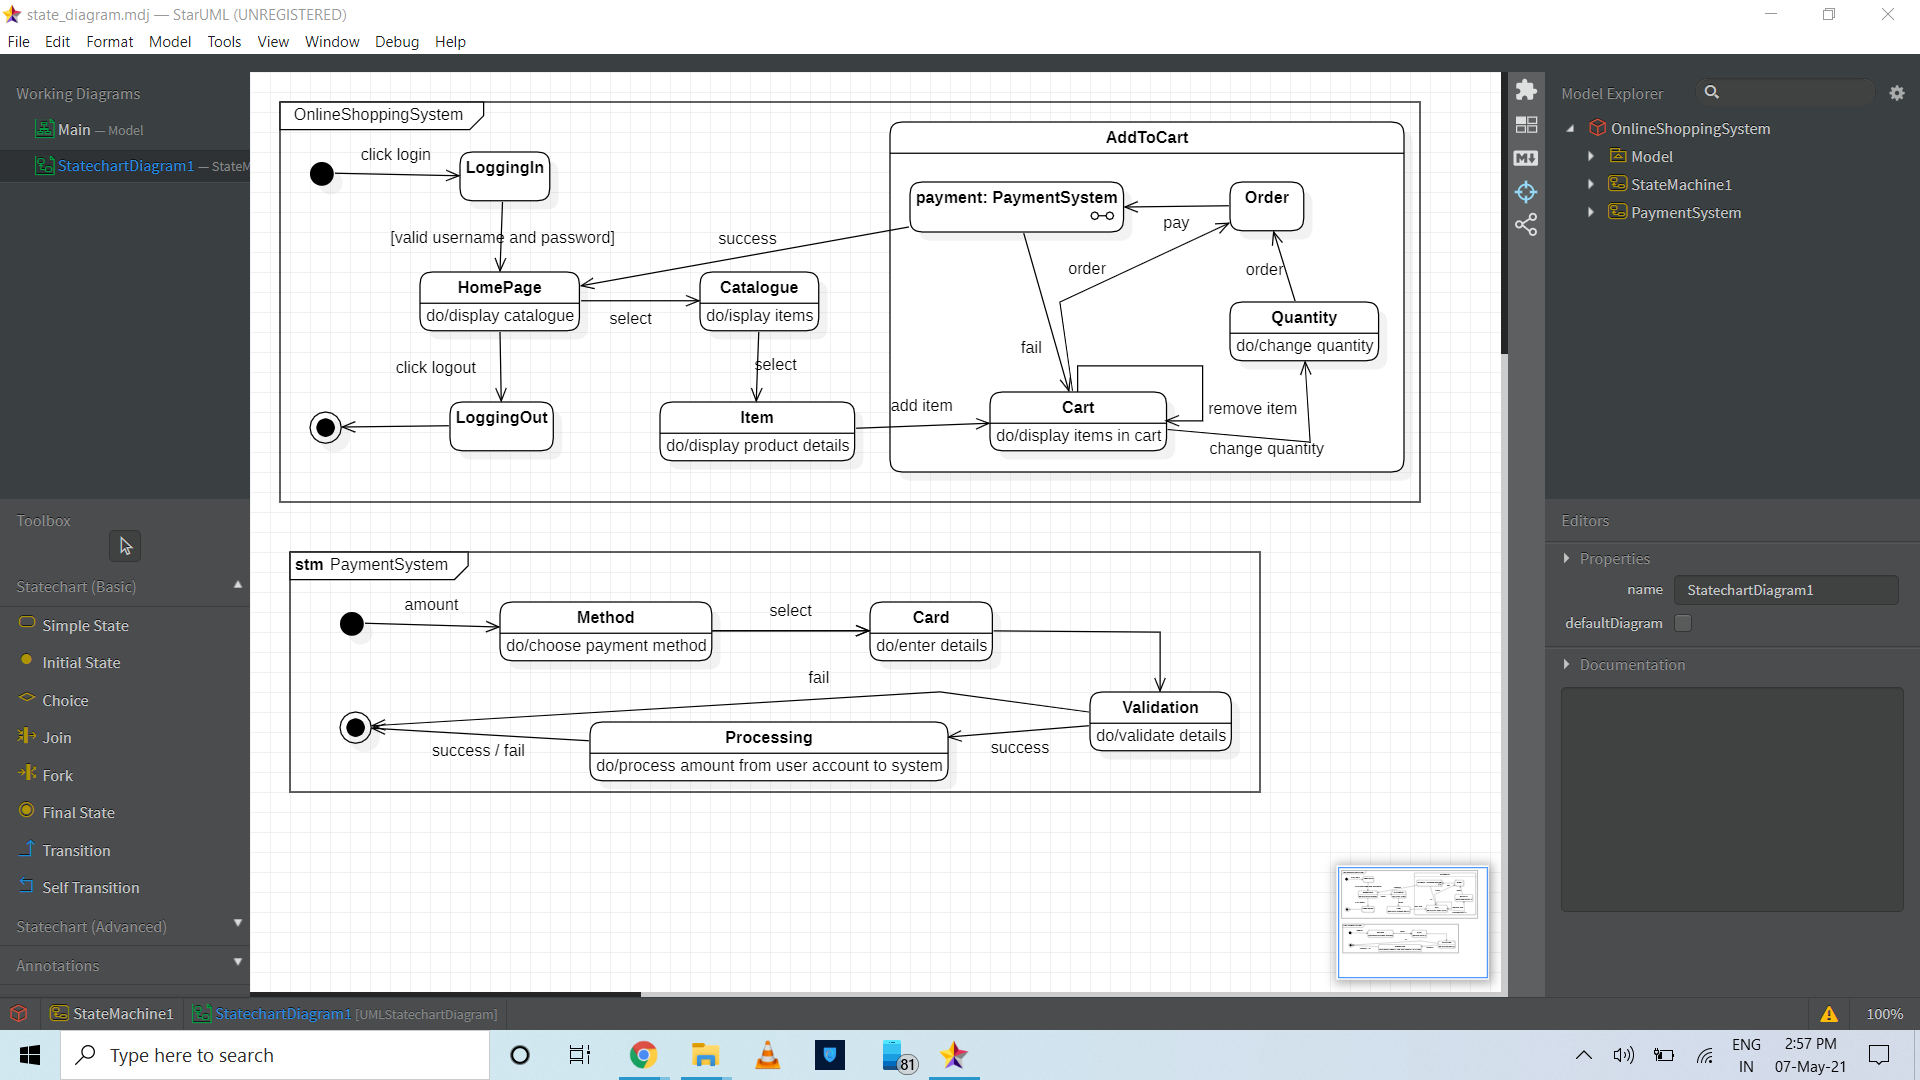 state_diagram.mdj — StarUML (UNREGISTERED)
File Edit Format Model Tools View Window Debug Help
Working Diagrams
Main — Model
StatechartDiagram1 — StateM
Toolbox
Statechart (Basic)
Simple State
Initial State
Choice
Join
Fork
Final State
Transition
Self Transition
Statechart (Advanced)
Annotations
OnlineShoppingSystem
click login
LoggingIn
[valid username and password]
HomePage
do/display catalogue
click logout
LoggingOut
success
select
Catalogue
do/isplay items
select
Item
do/display product details
add item
AddToCart
payment: PaymentSystem
Order
pay
order
order
Quantity
do/change quantity
fail
Cart
do/display items in cart
remove item
change quantity
stm PaymentSystem
amount
Method
do/choose payment method
select
Card
do/enter details
fail
Validation
do/validate details
success
Processing
do/process amount from user account to system
success / fail
M
Model Explorer
OnlineShoppingSystem
Model
StateMachine1
PaymentSystem
Editors
Properties
name StatechartDiagram1
defaultDiagram
Documentation
StateMachine1 StatechartDiagram1 [UMLStatechartDiagram] 100%
Type here to search
81
ENG
IN
2:57 PM
07-May-21